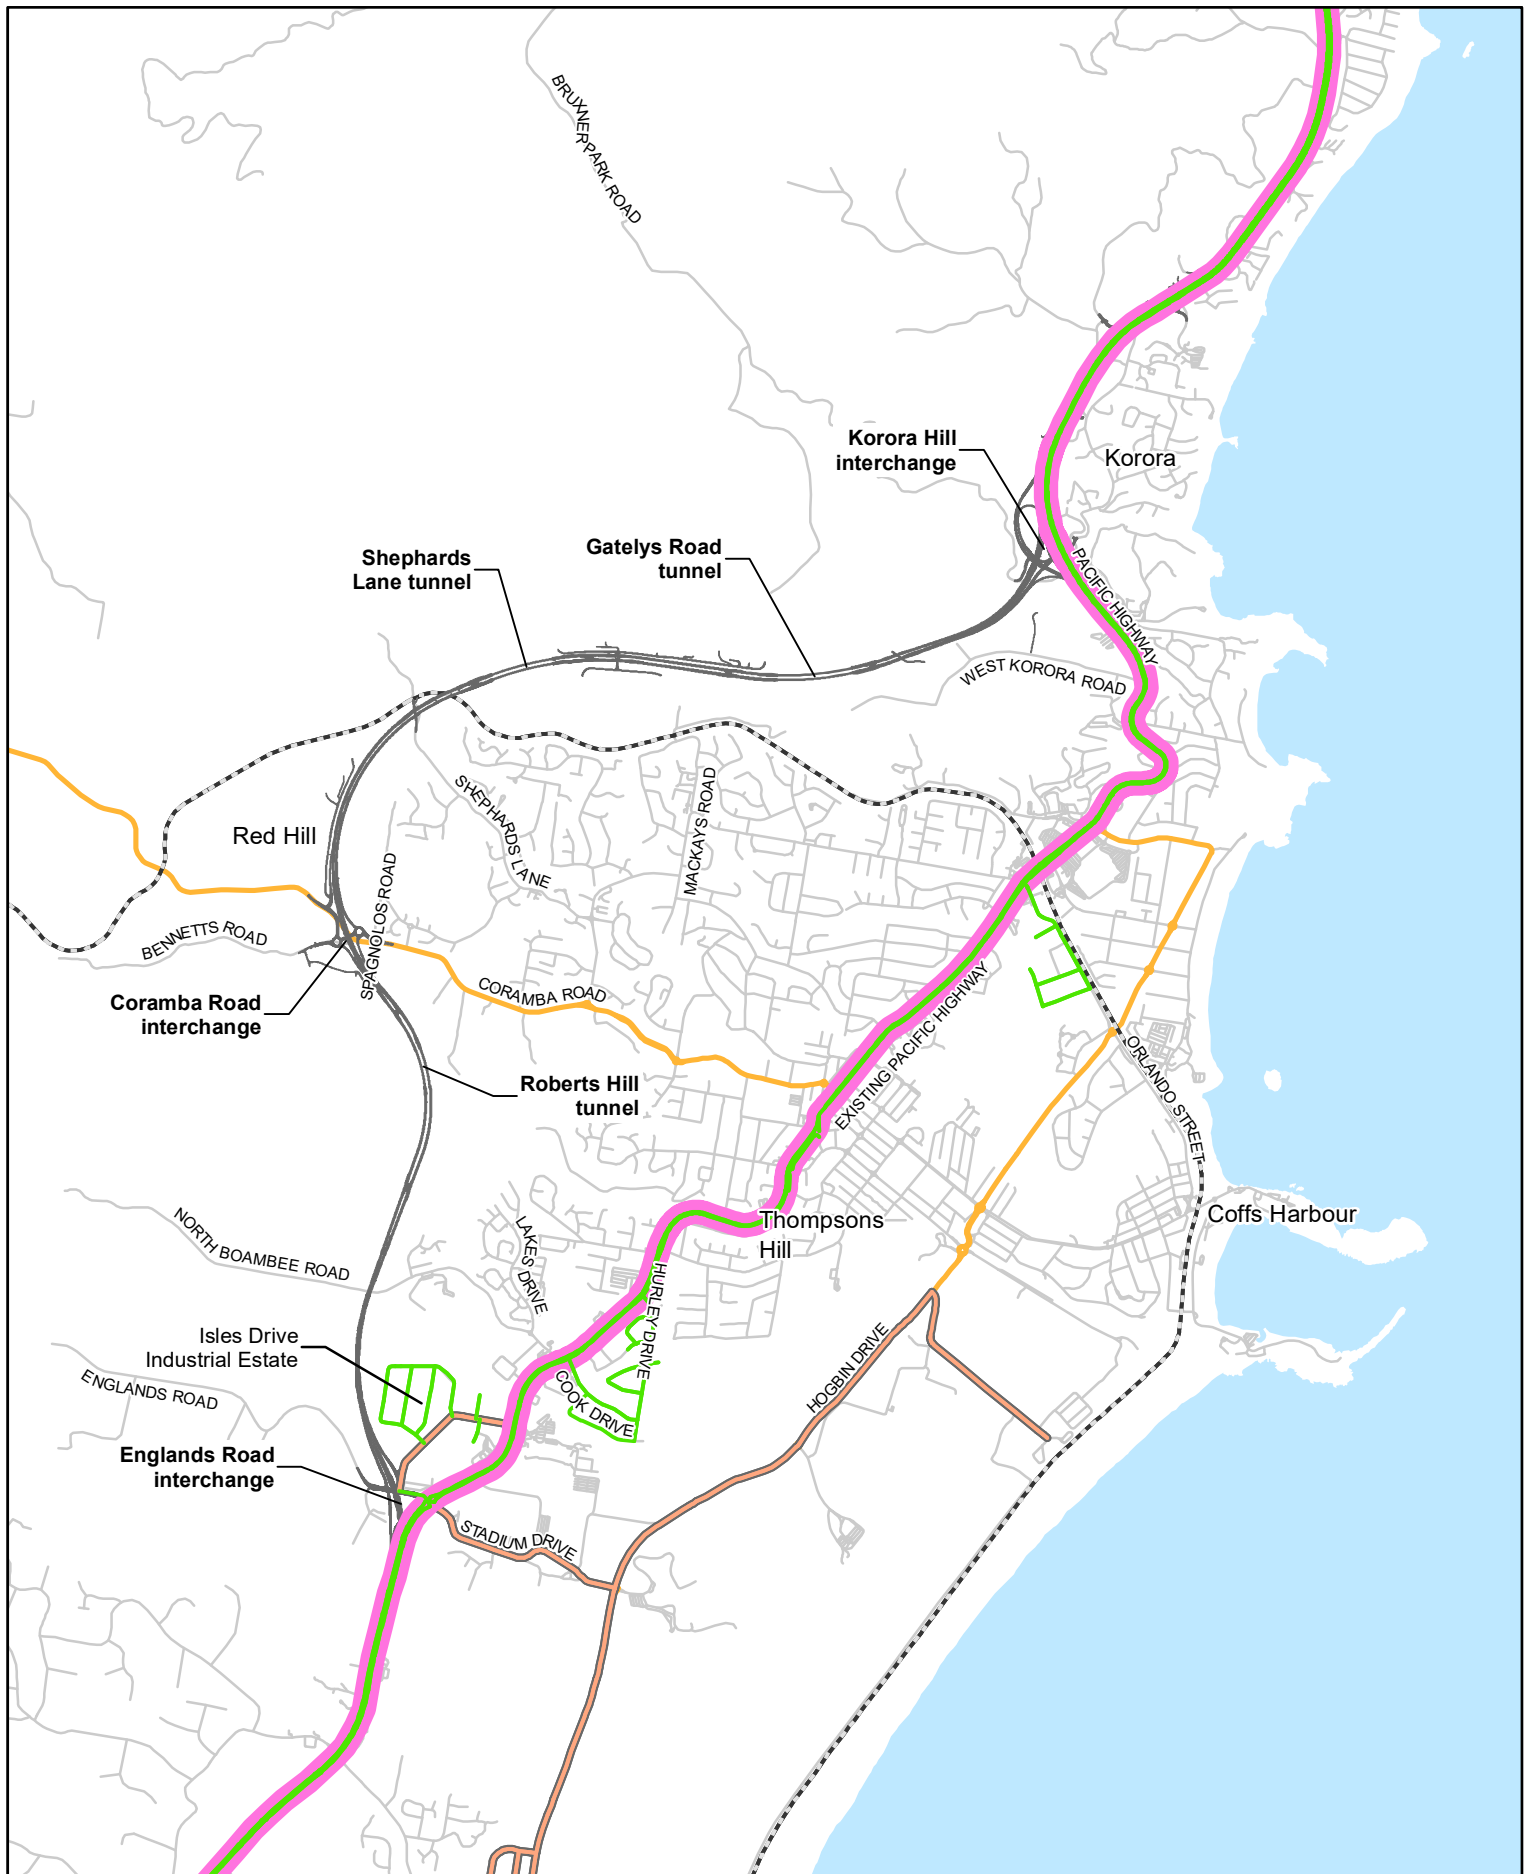 BRUXNER PARK ROAD
Korora Hill
interchange
Korora
Shephards
Lane tunnel
Gatelys Road
tunnel
PACIFIC HIGHWAY
WEST KORORA ROAD
SHEPHARDS LANE
MACKAYS ROAD
Red Hill
SPAGNOLOS ROAD
BENNETTS ROAD
CORAMBA ROAD
Coramba Road
interchange
EXISTING PACIFIC HIGHWAY
ORLANDO STREET
Roberts Hill
tunnel
NORTH BOAMBEE ROAD
LAKES DRIVE
Thompsons
Hill
Coffs Harbour
HURLEY DRIVE
Isles Drive
Industrial Estate
ENGLANDS ROAD
COOK DRIVE
HOGBIN DRIVE
Englands Road
interchange
STADIUM DRIVE